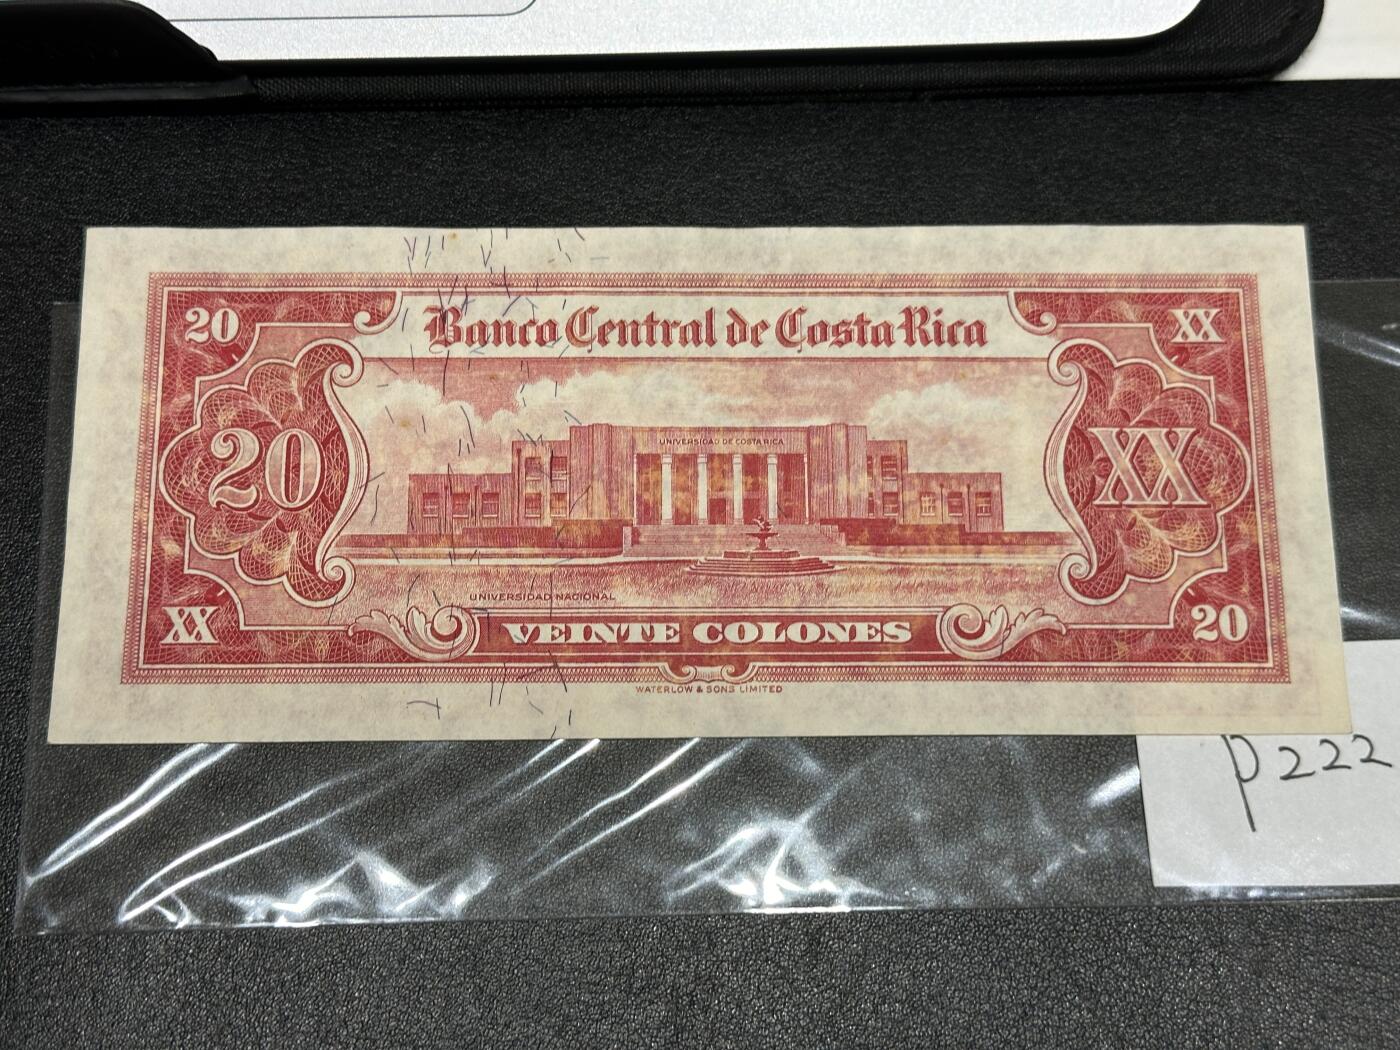 20
XX
Banco Central de Costa Rica
UNIVERSIDAD DE COSTA RICA
20
XX
UNIVERSIDAD NACIONAL
XX
VEINTE COLONES
20
WATERLOW & SONS LIMITED
P222